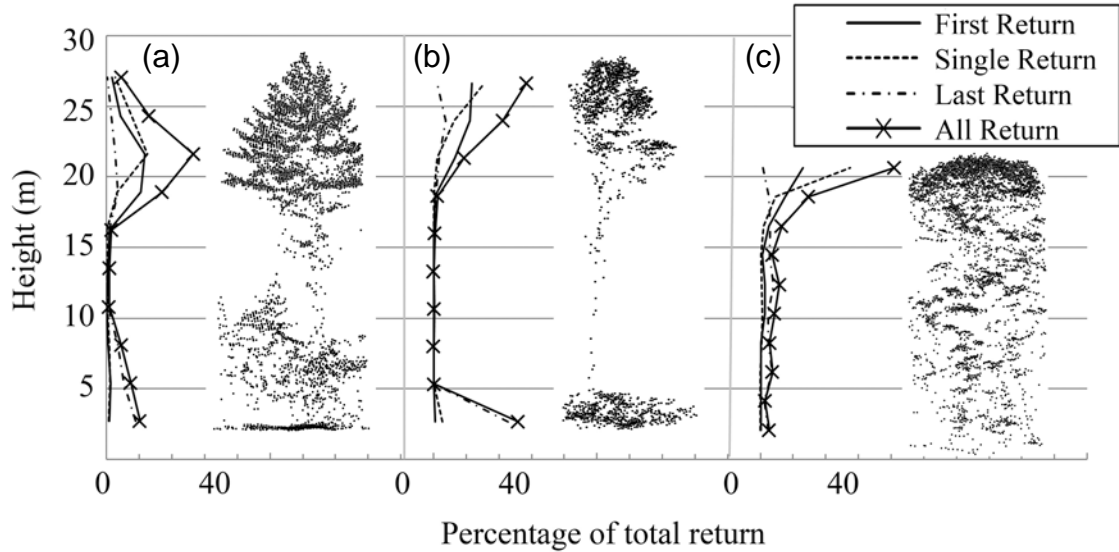 30
(a)
(b)
(c)
First Return
Single Return
Last Return
All Return
25
20
15
10
5
Height (m)
0
40
0
40
0
40
Percentage of total return